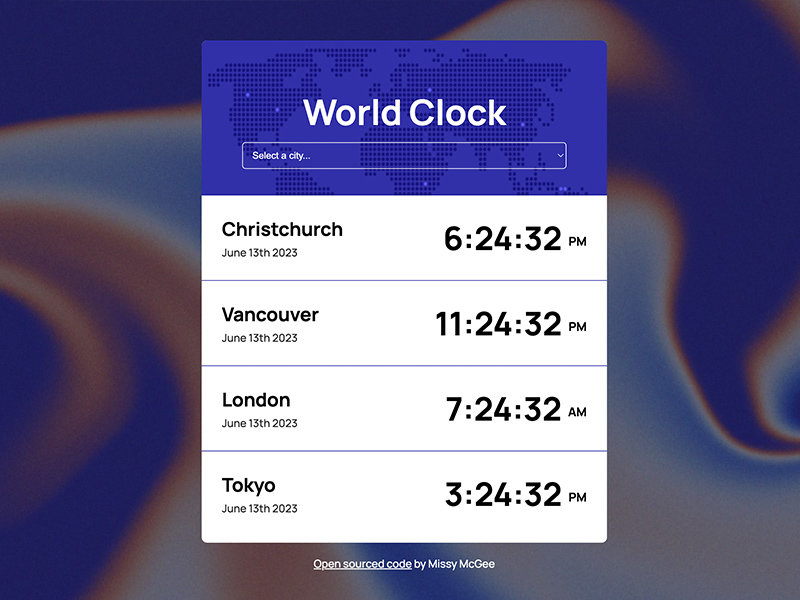 World Clock
Select a city...
Christchurch
6:24:32 PM
June 13th 2023
Vancouver
11:24:32 PM
June 13th 2023
London
7:24:32 AM
June 13th 2023
Tokyo
3:24:32 PM
June 13th 2023
Open sourced code by Missy McGee